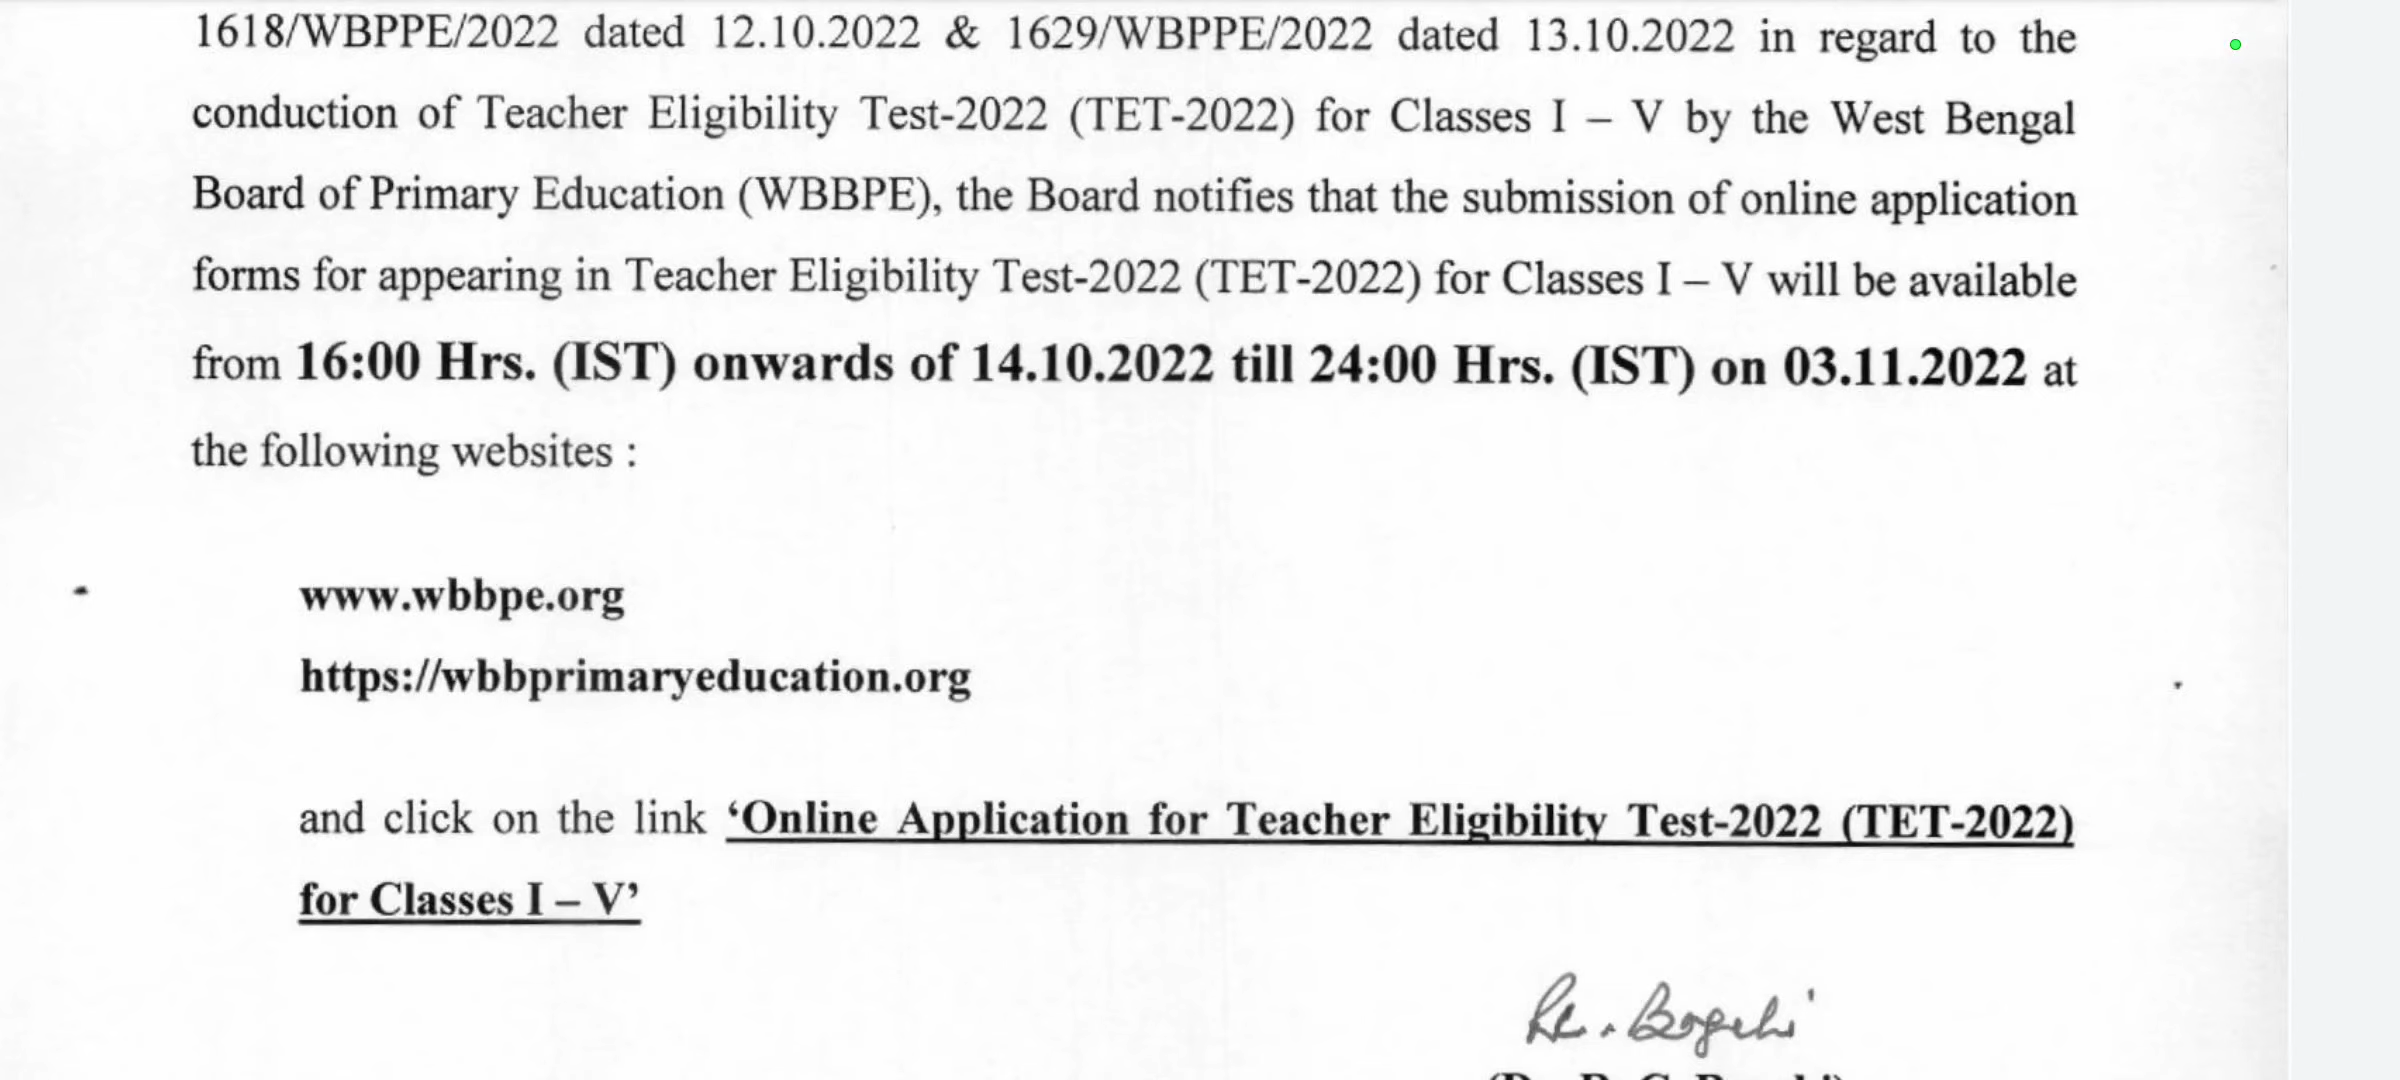 1618/WBPPE/2022 dated 12.10.2022 & 1629/WBPPE/2022 dated 13.10.2022 in regard to the
conduction of Teacher Eligibility Test-2022 (TET-2022) for Classes I – V by the West Bengal
Board of Primary Education (WBBPE), the Board notifies that the submission of online application
forms for appearing in Teacher Eligibility Test-2022 (TET-2022) for Classes I – V will be available
from 16:00 Hrs. (IST) onwards of 14.10.2022 till 24:00 Hrs. (IST) on 03.11.2022 at
the following websites :
www.wbbpe.org
https://wbbprimaryeducation.org
and click on the link ‘Online Application for Teacher Eligibility Test-2022 (TET-2022)
for Classes I – V’